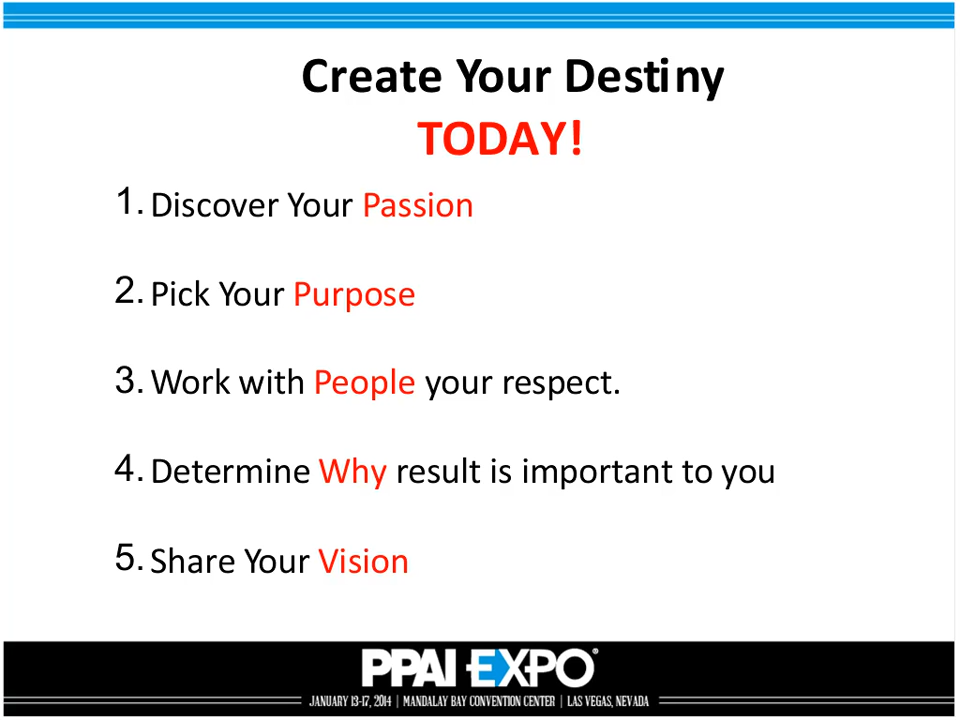 Create Your Destiny
TODAY!
1. Discover Your Passion
2. Pick Your Purpose
3. Work with People your respect.
4. Determine Why result is important to you
5. Share Your Vision
PPAI EXPO®
JANUARY 13-17, 2014 | MANDALAY BAY CONVENTION CENTER | LAS VEGAS, NEVADA